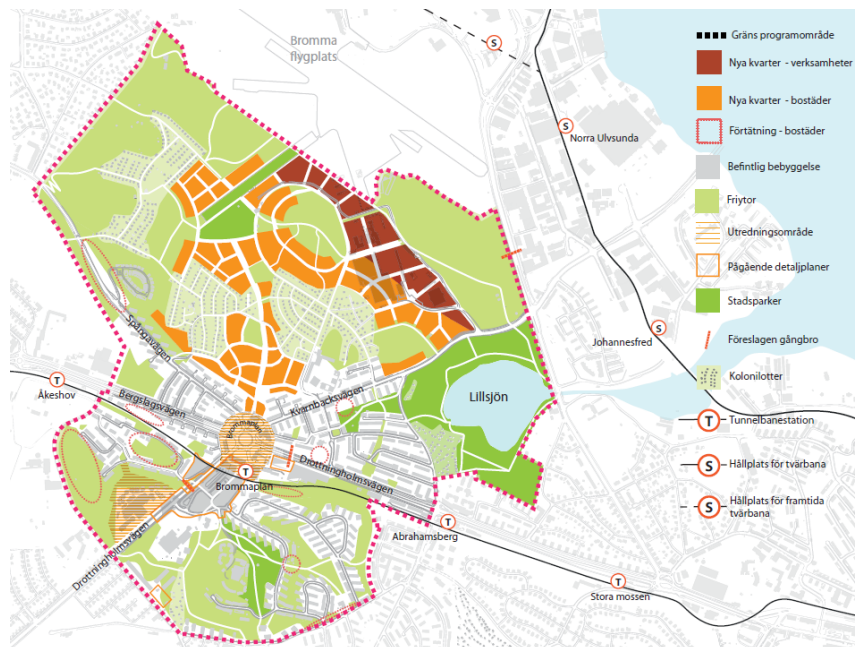 Bromma
flygplats
S
S
Norra Ulvsunda
S
Johannesfred
T
Åkeshov
Spångavägen
Bergslagsvägen
Kvarnbacksvägen
Lillsjön
Brommaplan
Drottningholmsvägen
T
Brommaplan
Drottningholmsvägen
T
Abrahamsberg
T
Stora mossen
Gräns programområde
Nya kvarter - verksamheter
Nya kvarter - bostäder
Förtätning - bostäder
Befintlig bebyggelse
Friytor
Utredningsområde
Pågående detaljplaner
Stadsparker
Föreslagen gångbro
Kolonilotter
T Tunnelbanestation
S Hållplats för tvärbana
S Hållplats för framtida
tvärbana